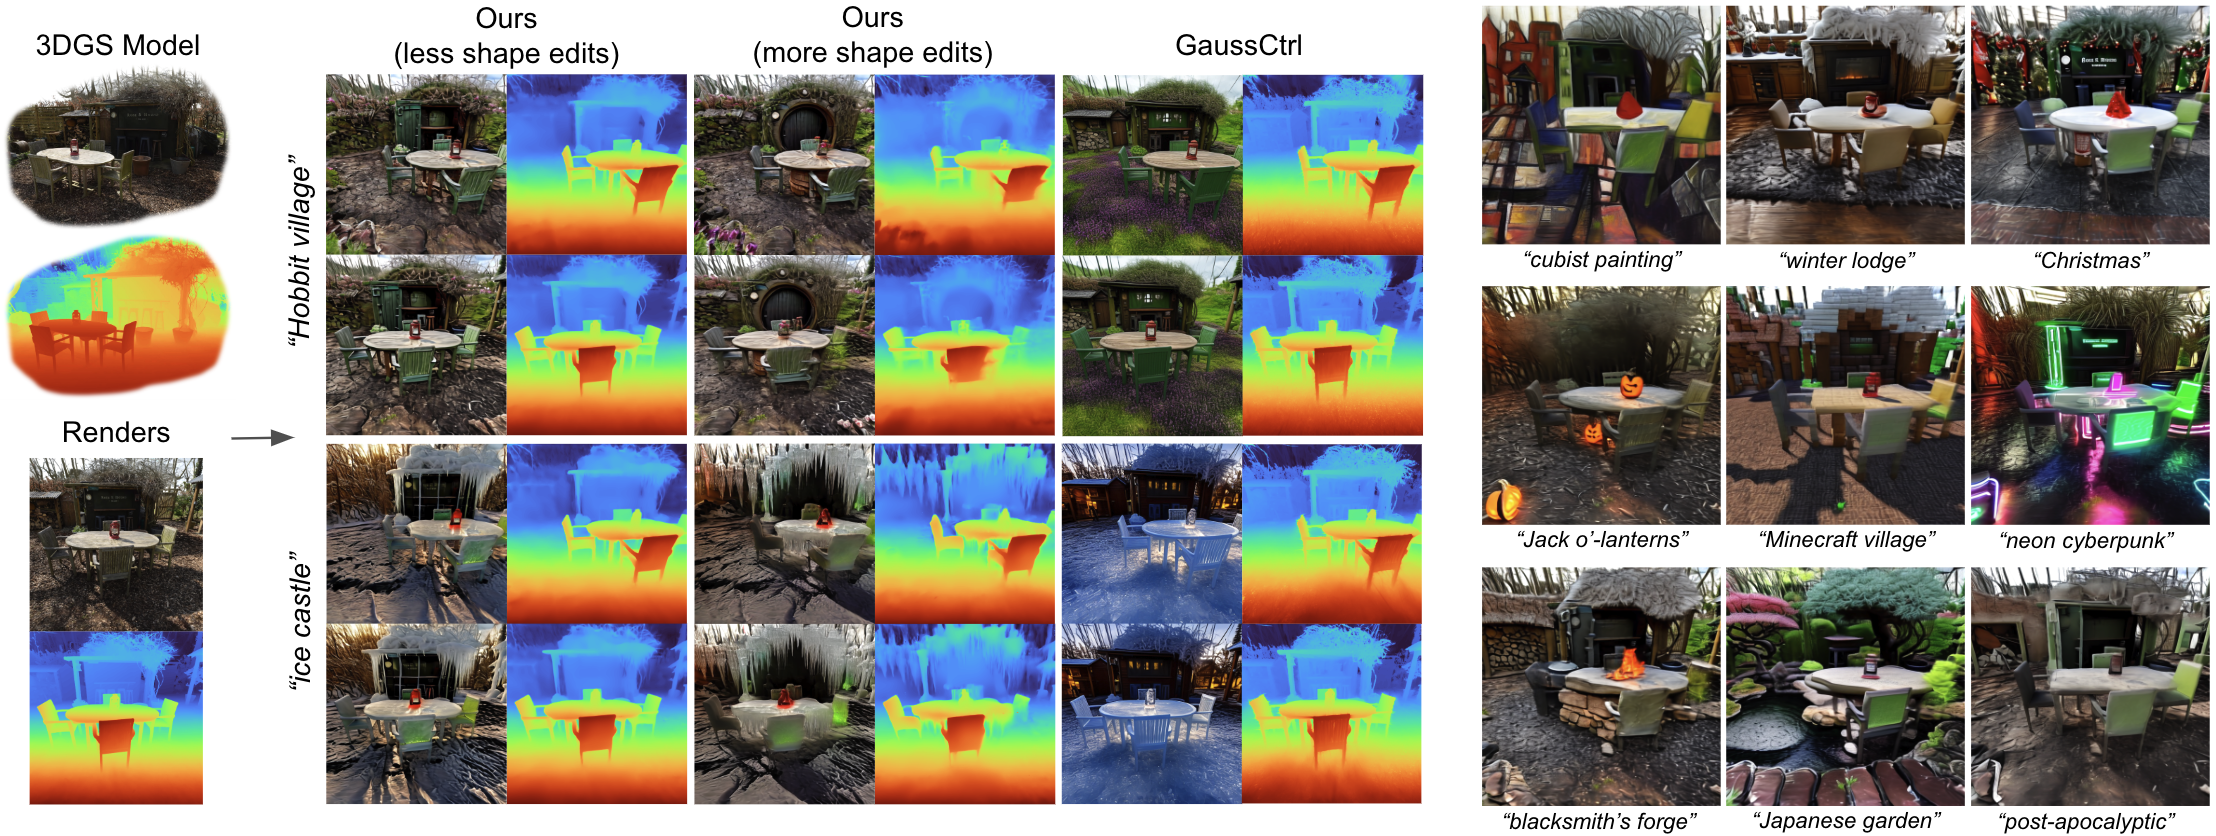 3DGS Model
Renders
Ours
(less shape edits)
Ours
(more shape edits)
GaussCtrl
“Hobbit village”
“ice castle”
“cubist painting”
“winter lodge”
“Christmas”
“Jack o’-lanterns”
“Minecraft village”
“neon cyberpunk”
“blacksmith’s forge”
“Japanese garden”
“post-apocalyptic”